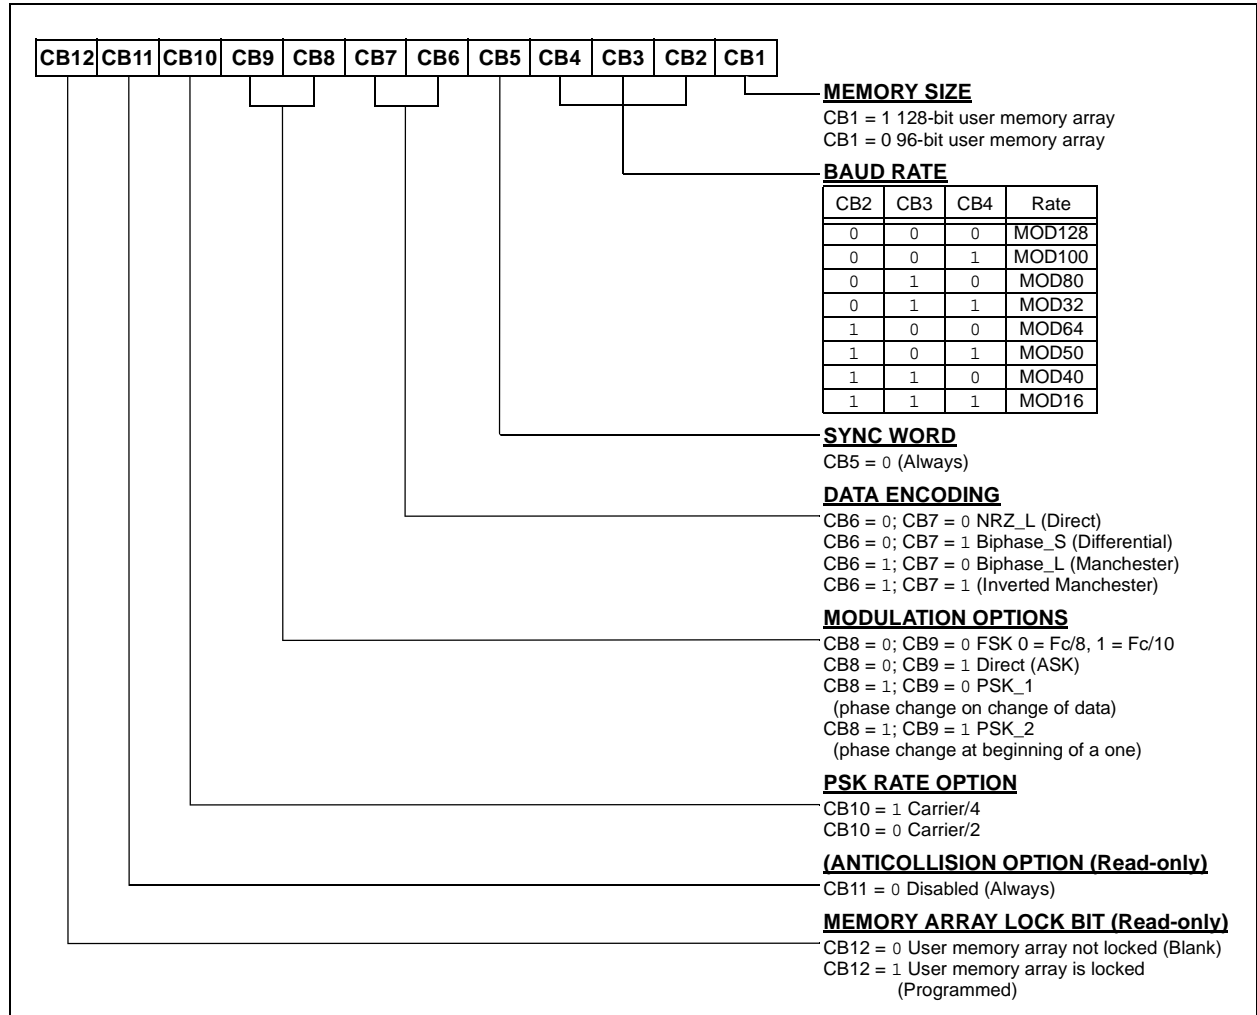 CB12 CB11 CB10 CB9 CB8 CB7 CB6 CB5 CB4 CB3 CB2 CB1
MEMORY SIZE
CB1 = 1 128-bit user memory array
CB1 = 0 96-bit user memory array
BAUD RATE
CB2 CB3 CB4 Rate
0 0 0 MOD128
0 0 1 MOD100
0 1 0 MOD80
0 1 1 MOD32
1 0 0 MOD64
1 0 1 MOD50
1 1 0 MOD40
1 1 1 MOD16
SYNC WORD
CB5 = 0 (Always)
DATA ENCODING
CB6 = 0; CB7 = 0 NRZ_L (Direct)
CB6 = 0; CB7 = 1 Biphase_S (Differential)
CB6 = 1; CB7 = 0 Biphase_L (Manchester)
CB6 = 1; CB7 = 1 (Inverted Manchester)
MODULATION OPTIONS
CB8 = 0; CB9 = 0 FSK 0 = Fc/8, 1 = Fc/10
CB8 = 0; CB9 = 1 Direct (ASK)
CB8 = 1; CB9 = 0 PSK_1
(phase change on change of data)
CB8 = 1; CB9 = 1 PSK_2
(phase change at beginning of a one)
PSK RATE OPTION
CB10 = 1 Carrier/4
CB10 = 0 Carrier/2
(ANTICOLLISION OPTION (Read-only)
CB11 = 0 Disabled (Always)
MEMORY ARRAY LOCK BIT (Read-only)
CB12 = 0 User memory array not locked (Blank)
CB12 = 1 User memory array is locked
(Programmed)